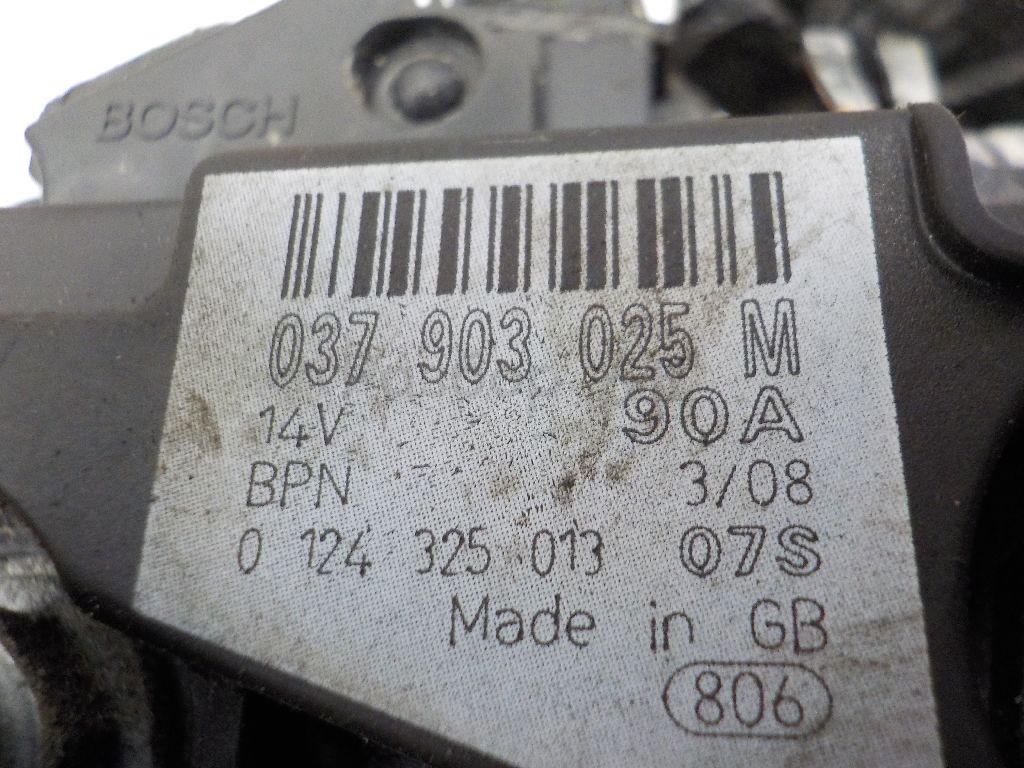 BOSCH
037 903 025 M
14V 90A
BPN 3/08
0 124 325 013 07S
Made in GB
806